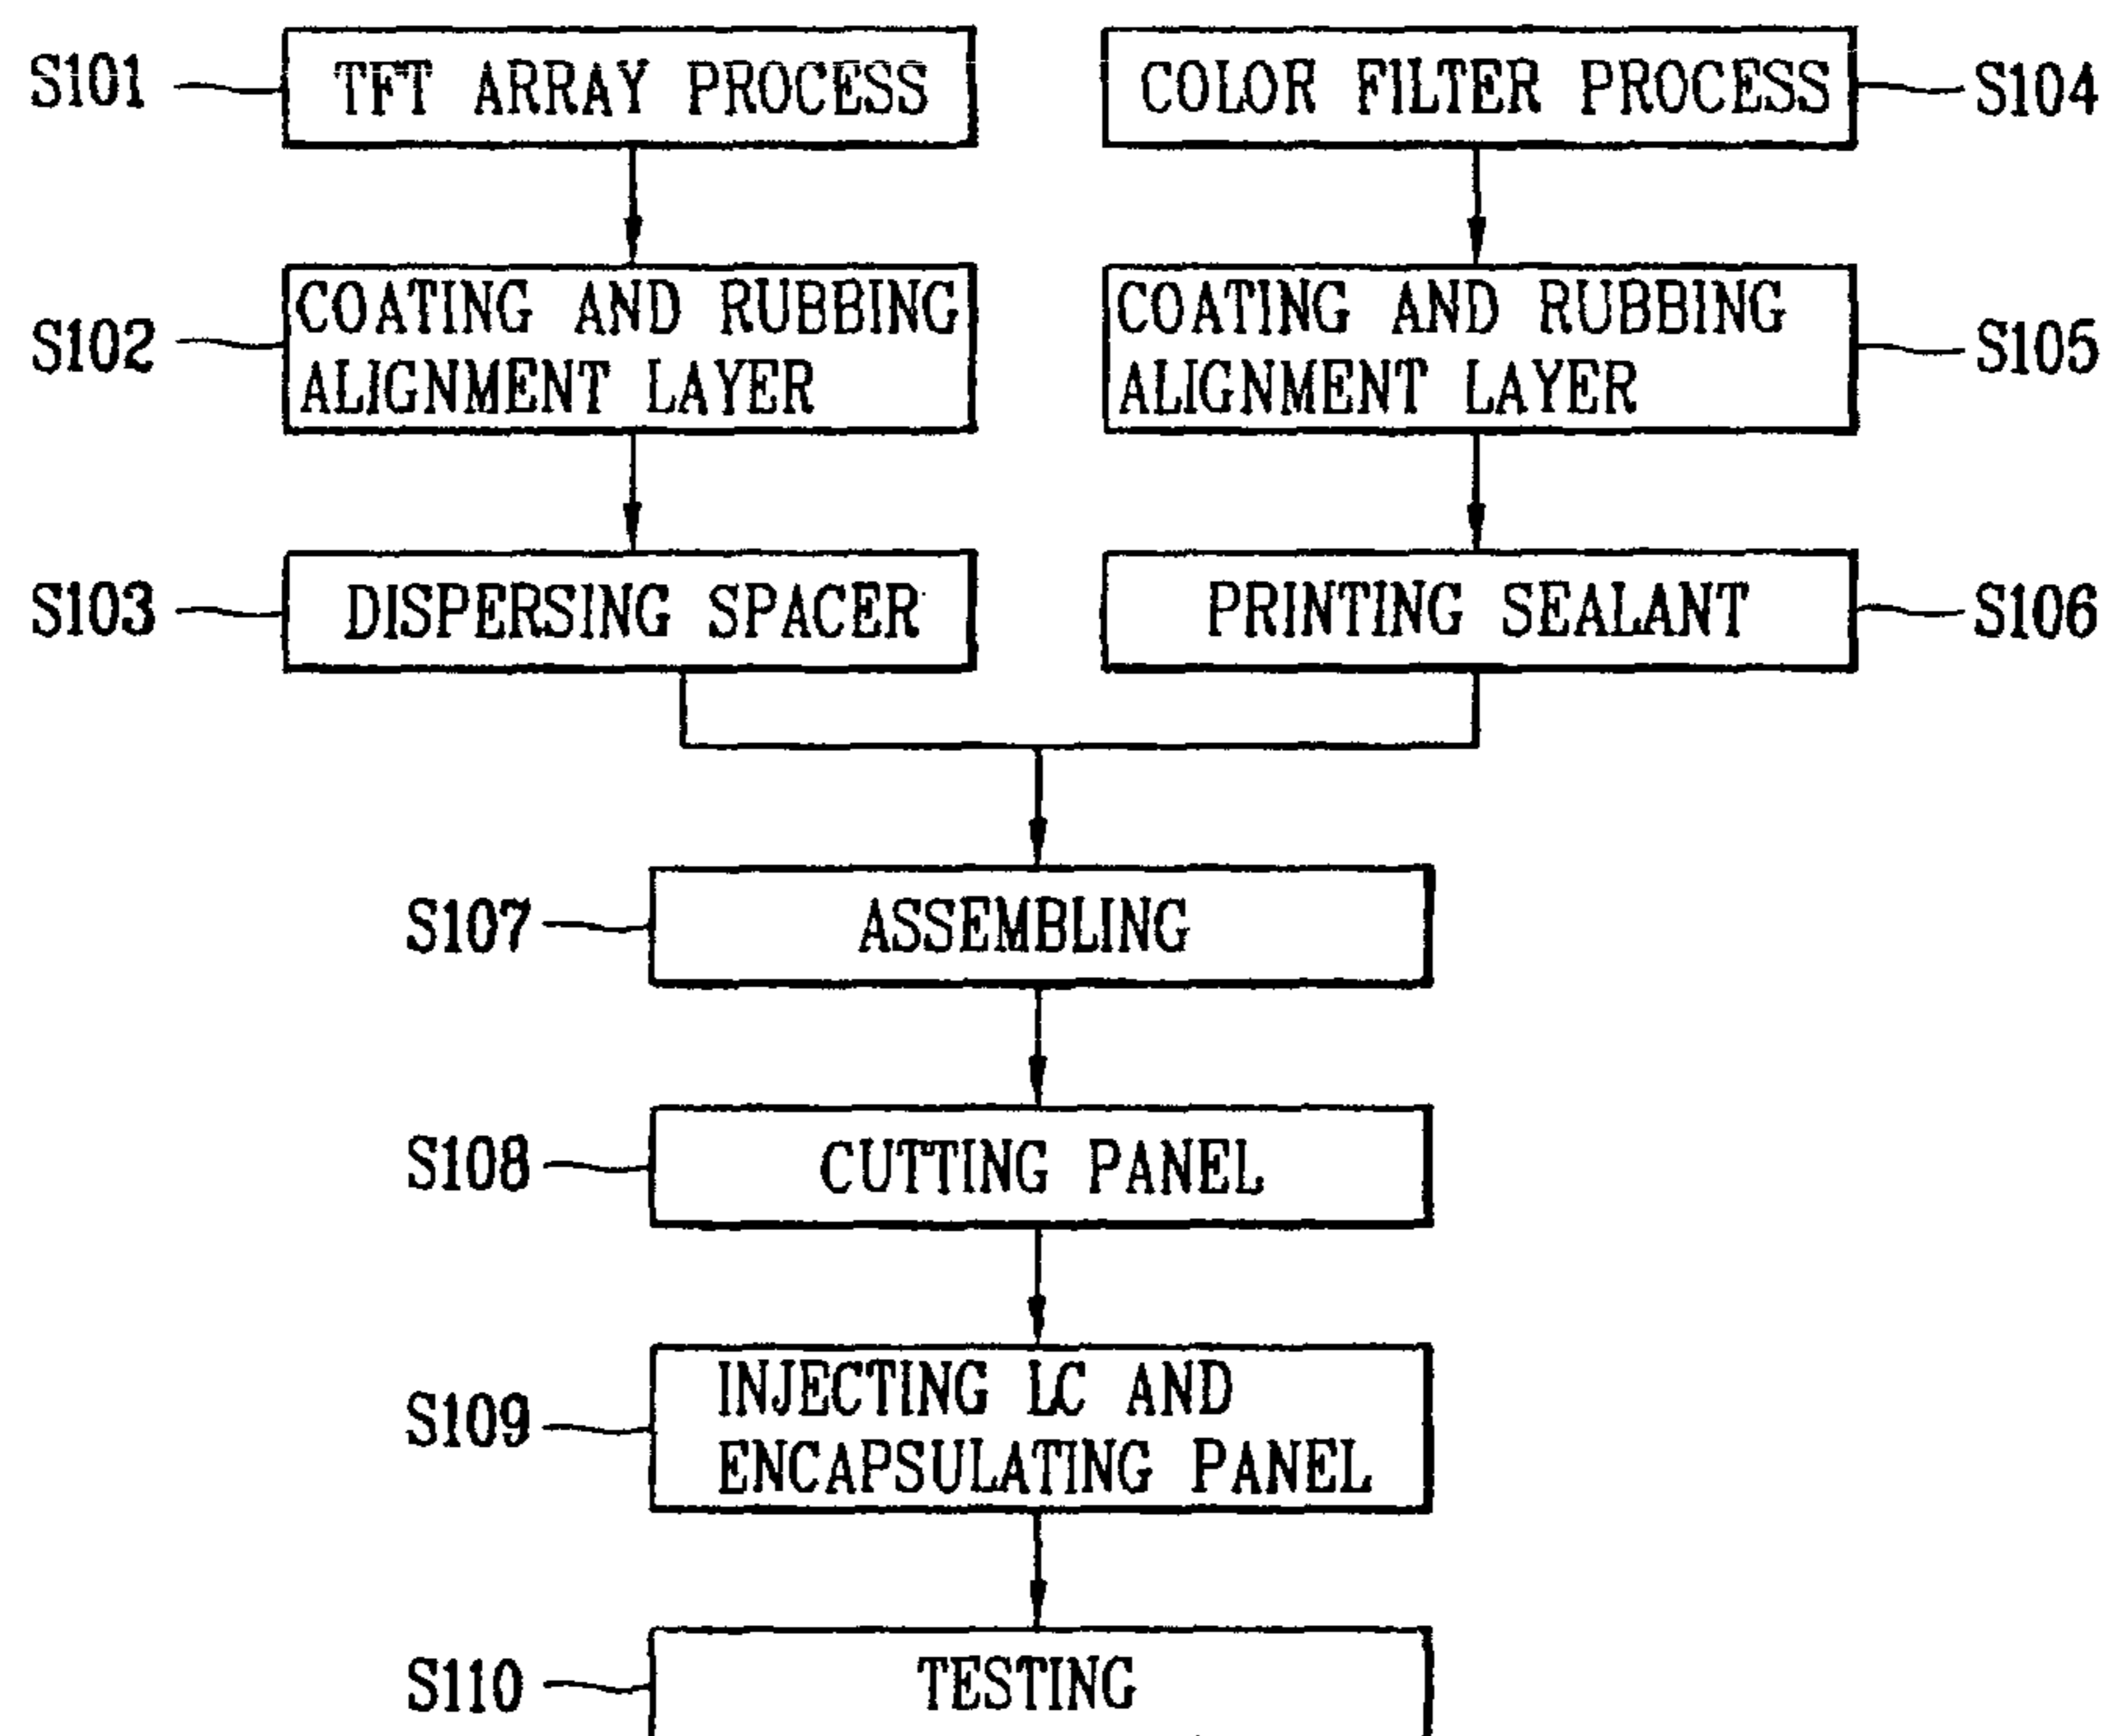 S101
TFT ARRAY PROCESS
COLOR FILTER PROCESS
S104
S102
COATING AND RUBBING
ALIGNMENT LAYER
COATING AND RUBBING
ALIGNMENT LAYER
S105
S103
DISPERSING SPACER
PRINTING SEALANT
S106
S107
ASSEMBLING
S108
CUTTING PANEL
S109
INJECTING LC AND
ENCAPSULATING PANEL
S110
TESTING